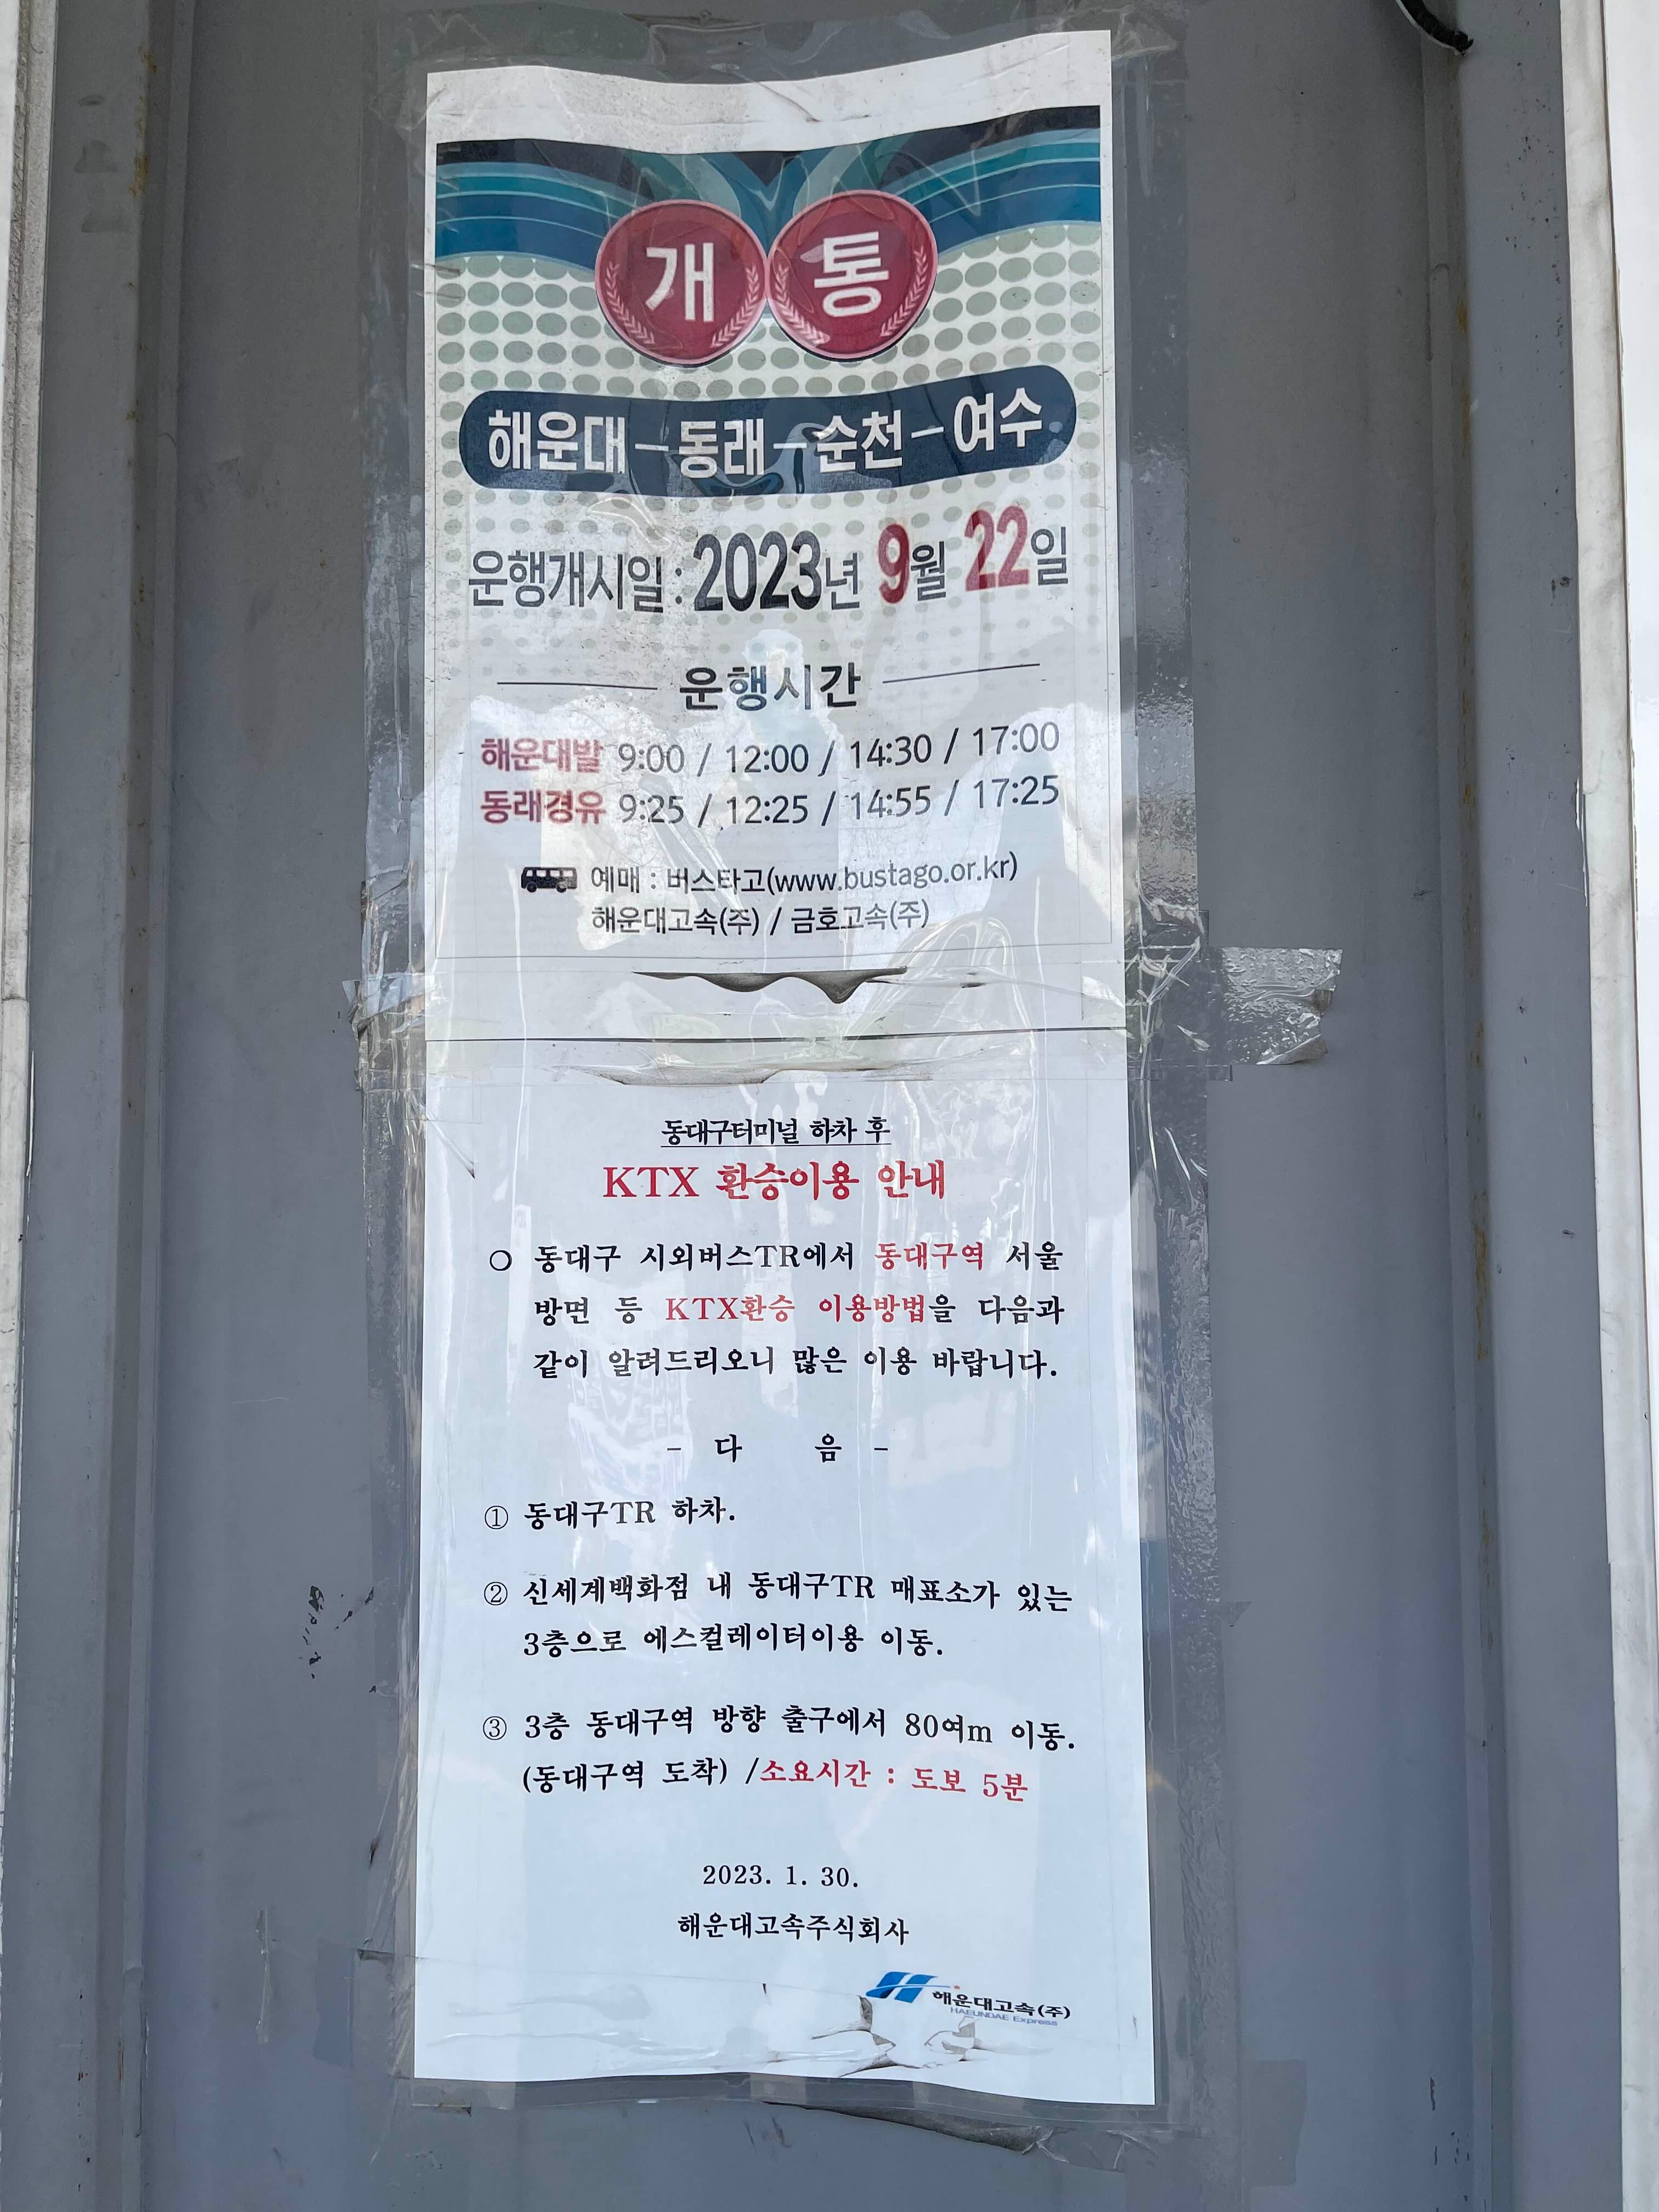 개통
해운대 – 동래 – 순천 – 여수
운행개시일 : 2023년 9월 22일
운행시간
해운대발 9:00 / 12:00 / 14:30 / 17:00
동래경유 9:25 / 12:25 / 14:55 / 17:25
예매 : 버스타고(www.bustago.or.kr)
해운대고속(주) / 금호고속(주)
동대구터미널 하차 후
KTX 환승이용 안내
○ 동대구 시외버스TR에서 동대구역 서울
방면 등 KTX환승 이용방법을 다음과
같이 알려드리오니 많은 이용 바랍니다.
- 다 음 -
① 동대구TR 하차.
② 신세계백화점 내 동대구TR 매표소가 있는
3층으로 에스컬레이터이용 이동.
③ 3층 동대구역 방향 출구에서 80여m 이동.
(동대구역 도착) /소요시간 : 도보 5분
2023. 1. 30.
해운대고속주식회사
해운대고속(주)
HAEUNDAE Express